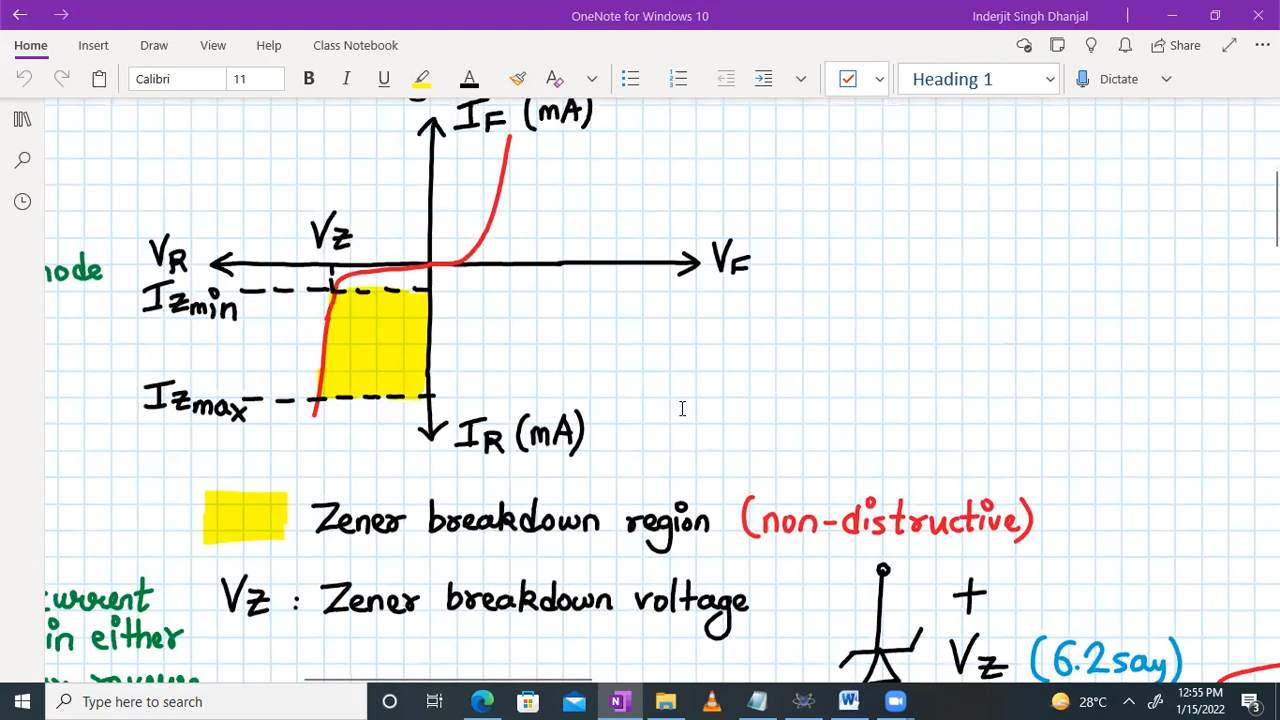 OneNote for Windows 10
Inderjit Singh Dhanjal
Home Insert Draw View Help Class Notebook
Share
Calibri 11 B I U A A Heading 1 Dictate
IF (mA)
Vz
VR
VF
node
Izmin
Izmax
IR (mA)
Zener breakdown region (non-distructive)
current
Vz : Zener breakdown voltage
+
in either
Vz (6.2 say)
Type here to search
28°C
12:55 PM
1/15/2022
3